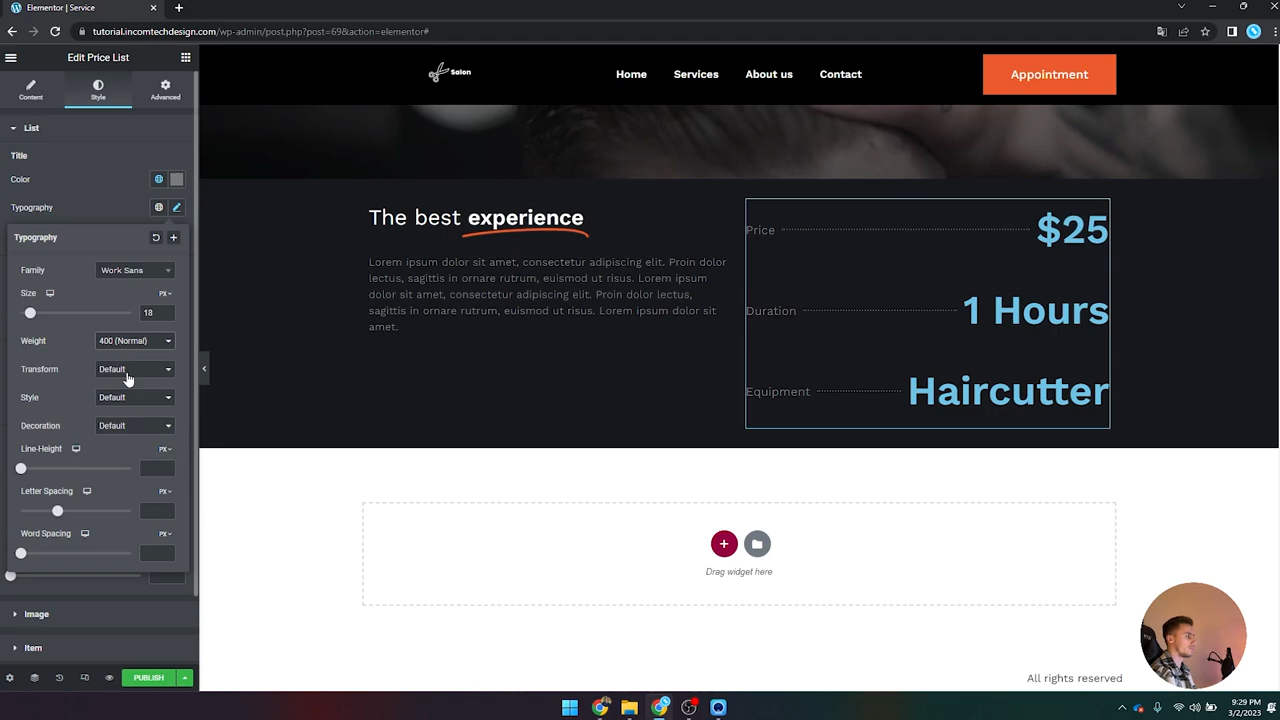 Elementor | Service
tutorial.incomtechdesign.com/wp-admin/post.php?post=69&action=elementor#
Edit Price List
Content
Style
Advanced
List
Title
Color
Typography
Typography
Family
Work Sans
Size
PX
18
Weight
400 (Normal)
Transform
Default
Style
Default
Decoration
Default
Line-Height
PX
Letter Spacing
PX
Word Spacing
PX
Image
Item
PUBLISH
Salon
Home
Services
About us
Contact
Appointment
The best experience
Lorem ipsum dolor sit amet, consectetur adipiscing elit. Proin dolor
lectus, sagittis in ornare rutrum, euismod ut risus. Lorem ipsum
dolor sit amet, consectetur adipiscing elit. Proin dolor lectus,
sagittis in ornare rutrum, euismod ut risus. Lorem ipsum dolor sit
amet.
Price $25
Duration 1 Hours
Equipment Haircutter
Drag widget here
All rights reserved
9:29 PM
3/2/2023